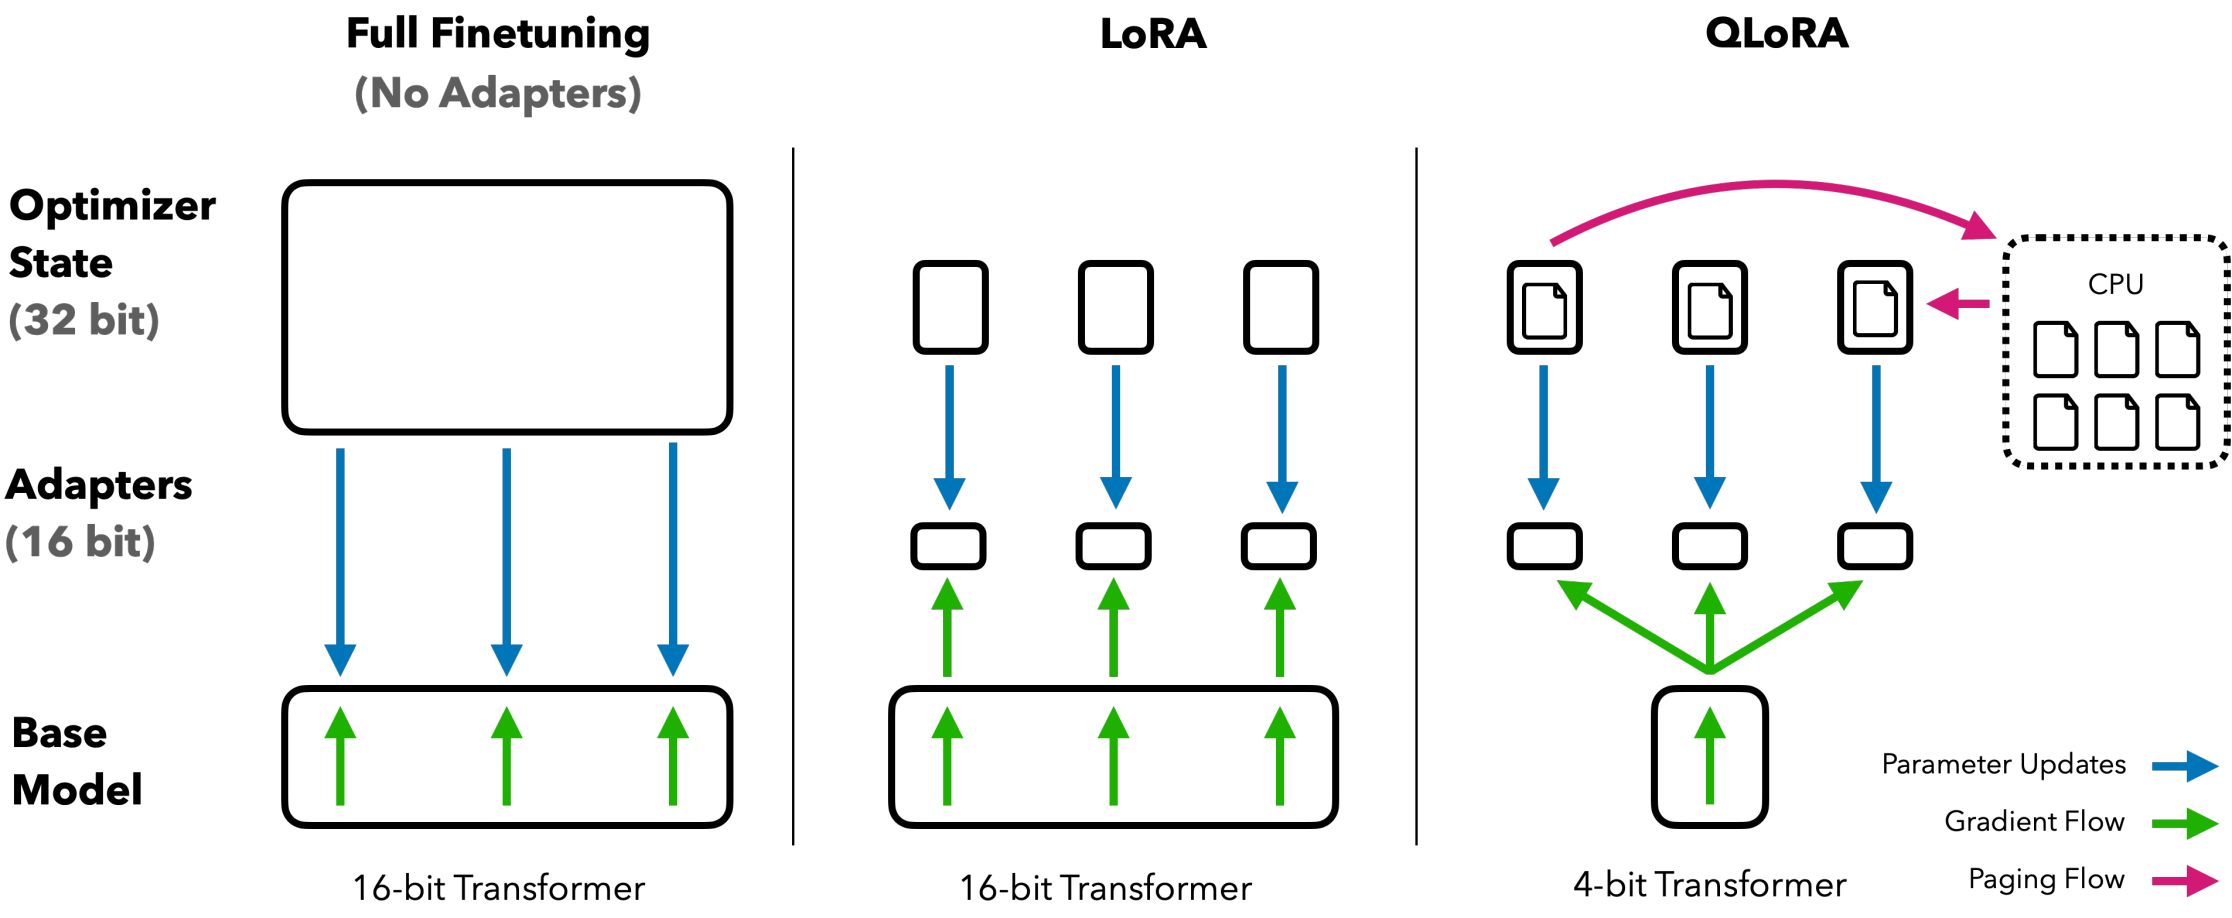 Full Finetuning
(No Adapters)
LoRA
QLoRA
Optimizer
State
(32 bit)
CPU
Adapters
(16 bit)
Base
Model
Parameter Updates
Gradient Flow
Paging Flow
16-bit Transformer
16-bit Transformer
4-bit Transformer